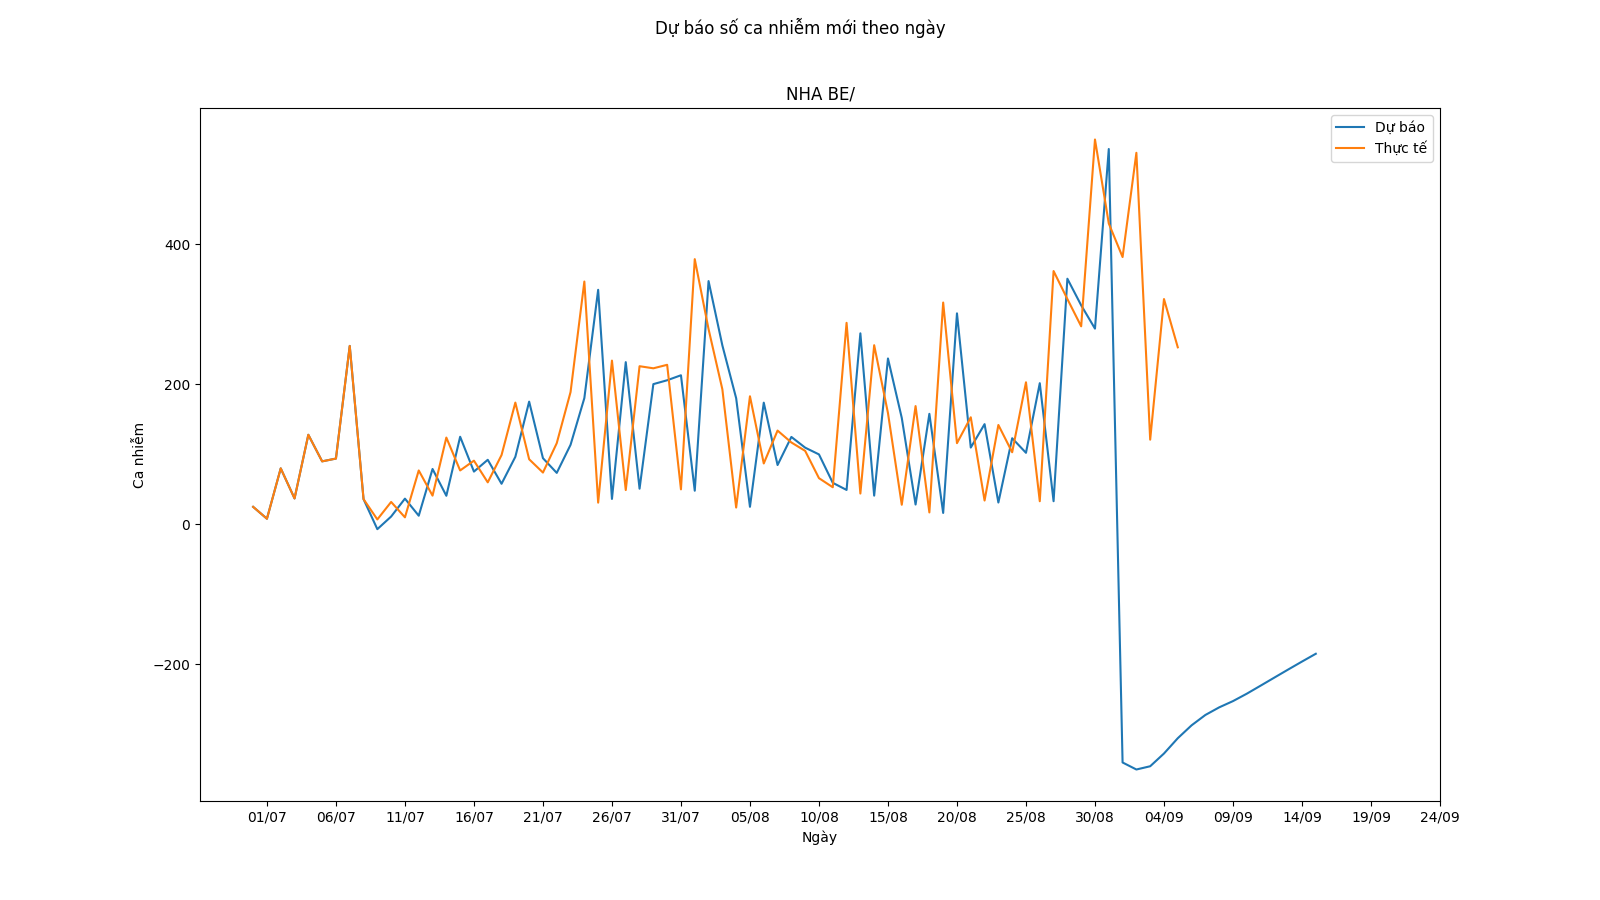 Dự báo số ca nhiễm mới theo ngày
NHA BE/
Dự báo
Thực tế
Ca nhiễm
400
200
0
−200
01/07 06/07 11/07 16/07 21/07 26/07 31/07 05/08 10/08 15/08 20/08 25/08 30/08 04/09 09/09 14/09 19/09 24/09
Ngày